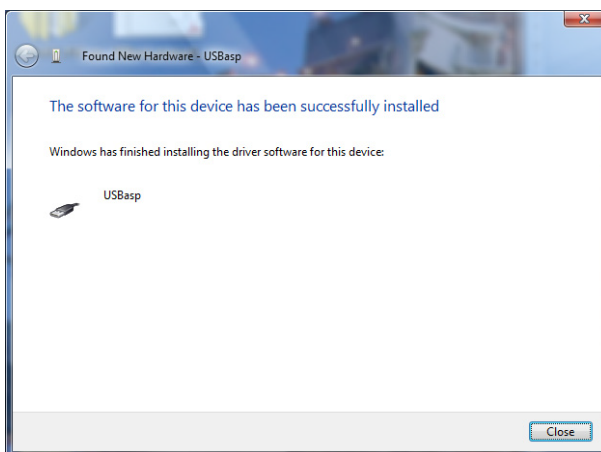 Found New Hardware - USBasp
The software for this device has been successfully installed
Windows has finished installing the driver software for this device:
USBasp
Close